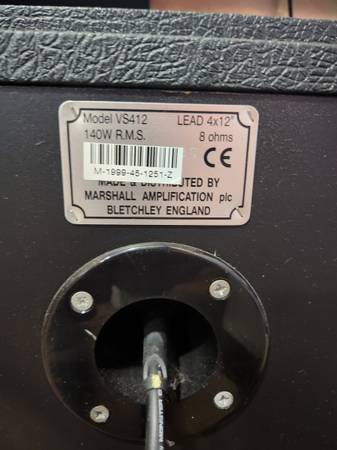 Model VS412 LEAD 4x12"
140W R.M.S. 8 ohms
CE
M-1999-45-1251-Z
MADE & DISTRIBUTED BY
MARSHALL AMPLIFICATION plc
BLETCHLEY ENGLAND